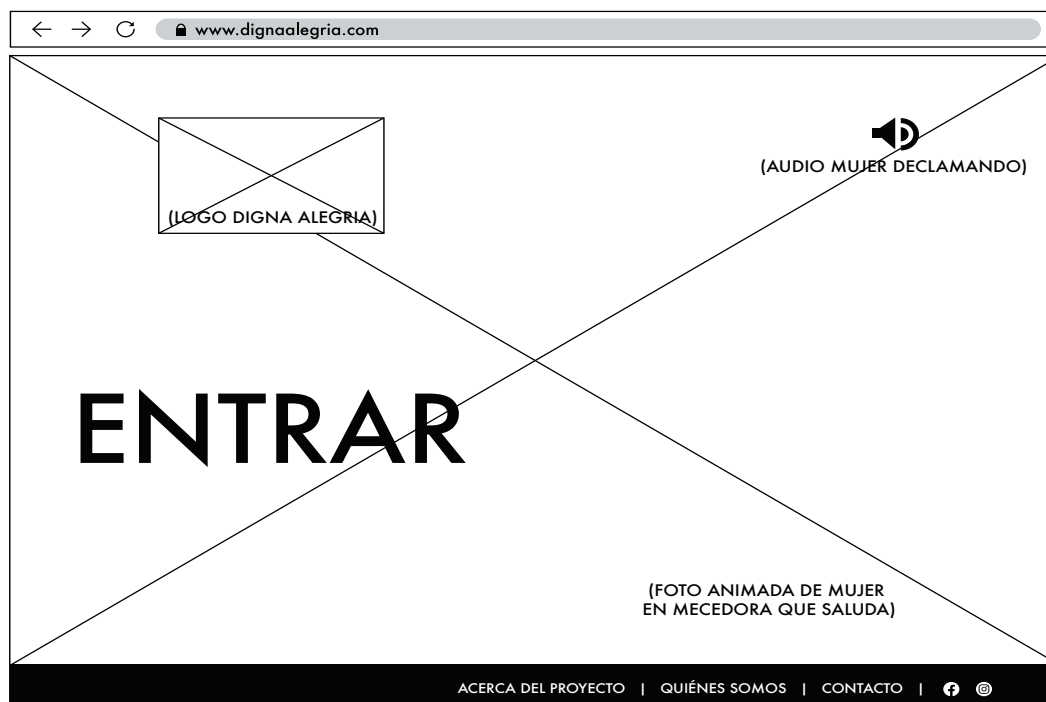 www.dignaalegria.com
(AUDIO MUJER DECLAMANDO)
(LOGO DIGNA ALEGRIA)
ENTRAR
(FOTO ANIMADA DE MUJER
EN MECEDORA QUE SALUDA)
ACERCA DEL PROYECTO | QUIÉNES SOMOS | CONTACTO |